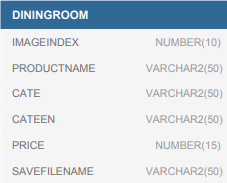 DININGROOM
IMAGEINDEX NUMBER(10)
PRODUCTNAME VARCHAR2(50)
CATE VARCHAR2(50)
CATEEN VARCHAR2(50)
PRICE NUMBER(15)
SAVEFILENAME VARCHAR2(50)